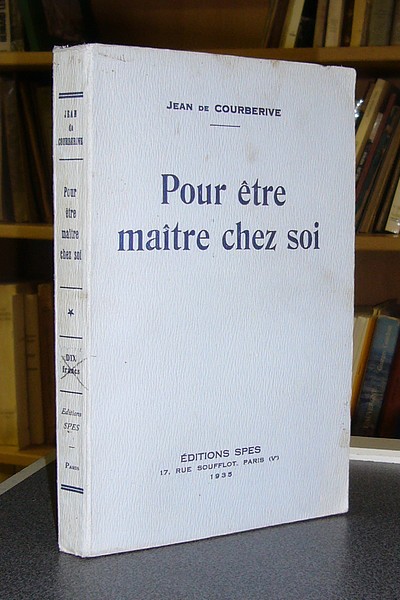 JEAN DE COURBERIVE
Pour être
maître chez soi
ÉDITIONS SPES
17, RUE SOUFFLOT, PARIS (Vᵉ)
1935
JEAN
de
COURBERIVE
Pour
être
maître
chez soi
★
DIX
francs
Editions
SPES
PARIS